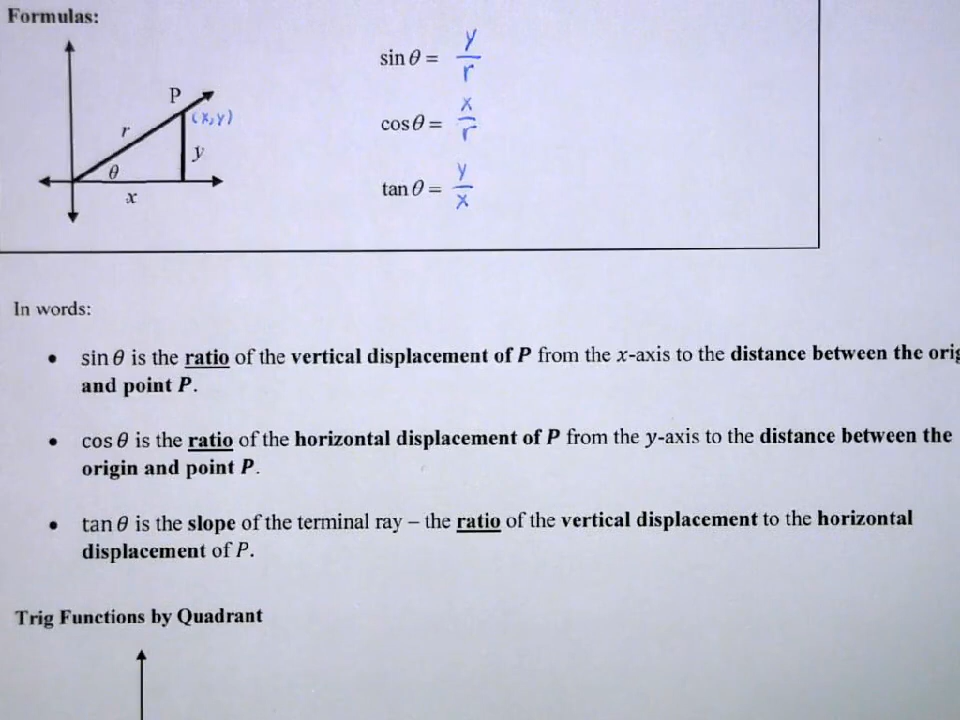 Formulas:
P
(x,y)
r
y
θ
x
sin θ = y/r
cos θ = x/r
tan θ = y/x
In words:
• sin θ is the ratio of the vertical displacement of P from the x-axis to the distance between the
and point P.
• cos θ is the ratio of the horizontal displacement of P from the y-axis to the distance between the
origin and point P.
• tan θ is the slope of the terminal ray – the ratio of the vertical displacement to the horizontal
displacement of P.
Trig Functions by Quadrant